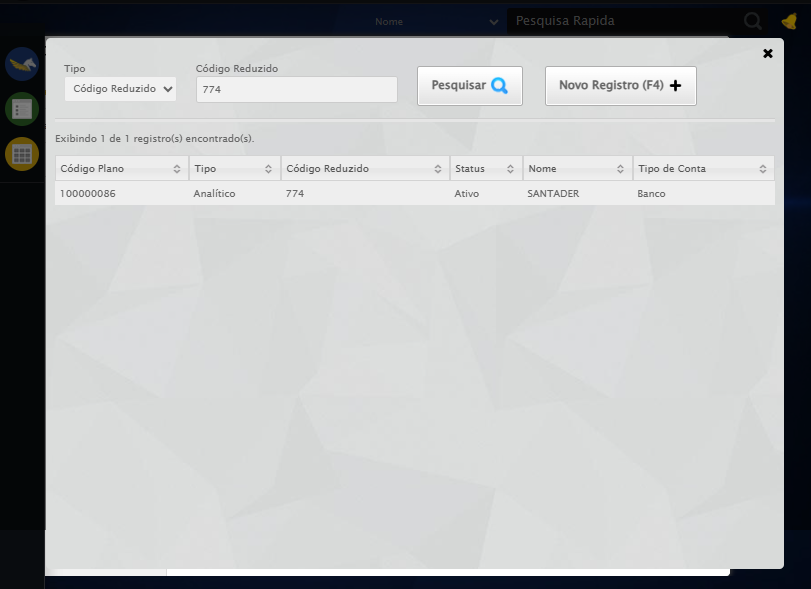 Nome Pesquisa Rapida
Tipo Código Reduzido
Código Reduzido 774 Pesquisar Novo Registro (F4)
Exibindo 1 de 1 registro(s) encontrado(s).
Código Plano Tipo Código Reduzido Status Nome Tipo de Conta
100000086 Analítico 774 Ativo SANTADER Banco